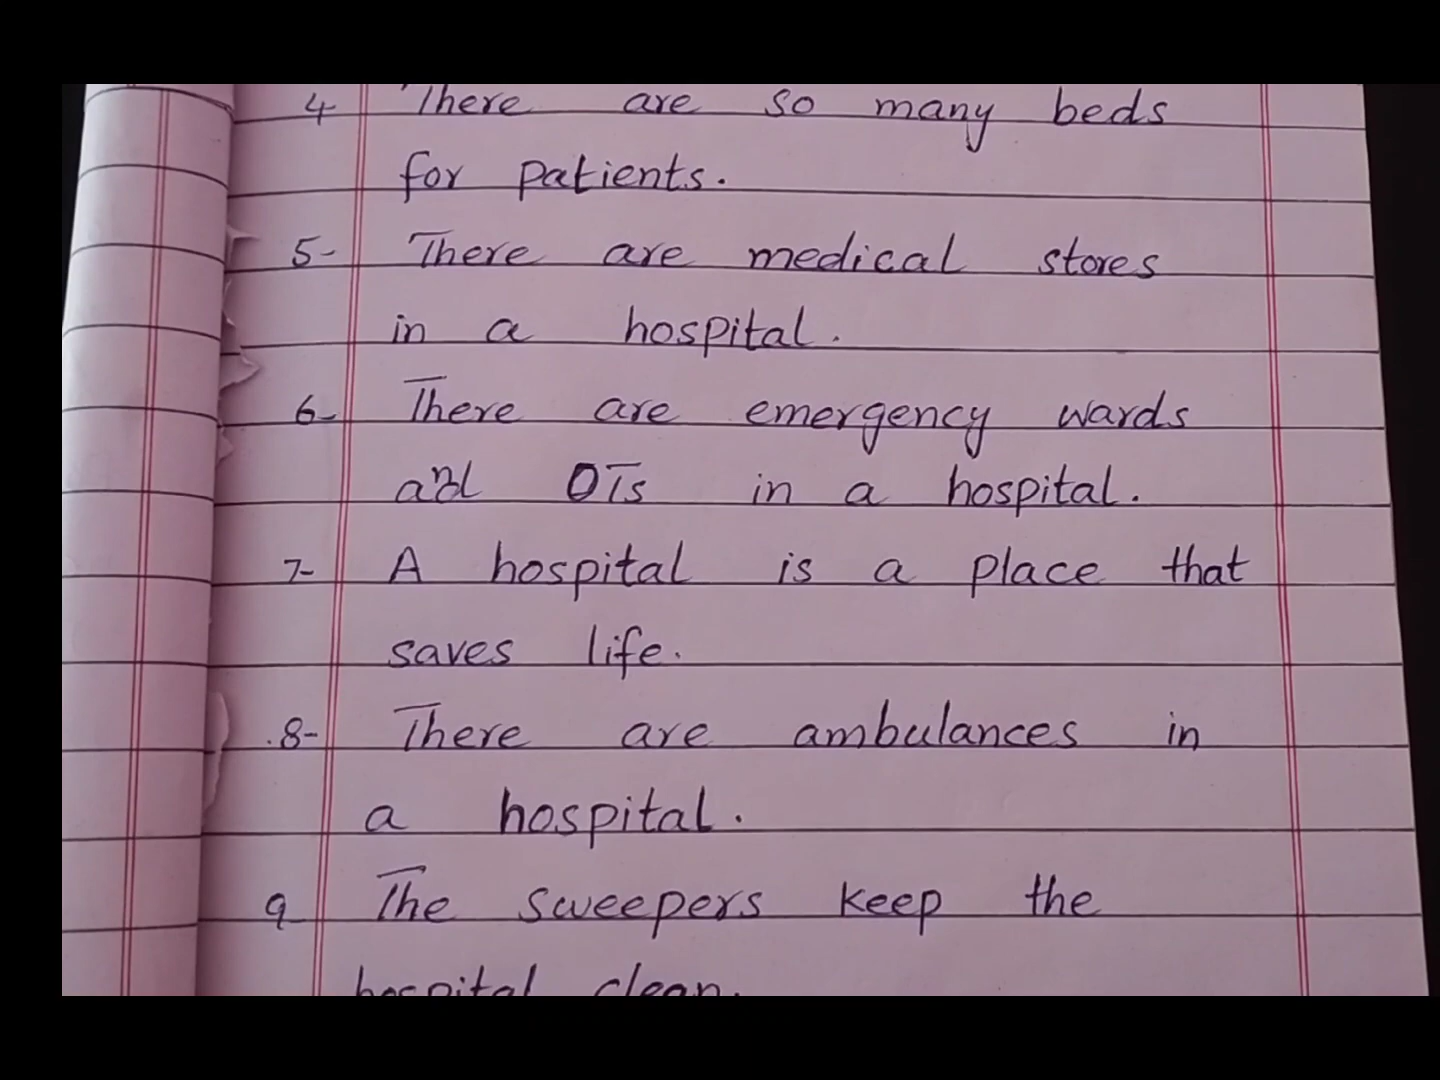 4 There are so many beds
for patients.
5- There are medical stores
in a hospital.
6- There are emergency wards
and OTs in a hospital.
7- A hospital is a place that
saves life.
8- There are ambulances in
a hospital.
9 The sweepers keep the
hospital clean.